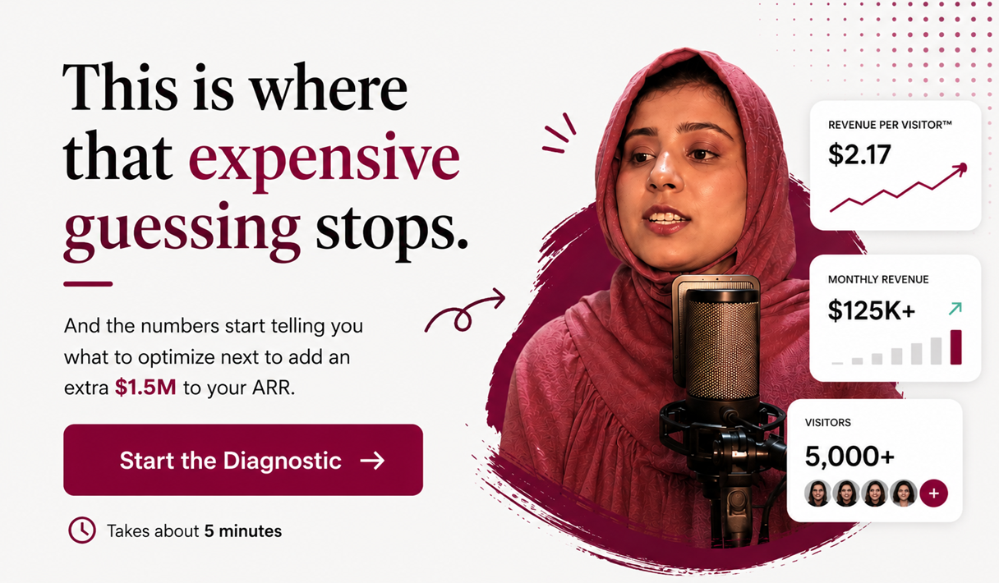 This is where
that expensive
guessing stops.
And the numbers start telling you
what to optimize next to add an
extra $1.5M to your ARR.
Start the Diagnostic →
Takes about 5 minutes
REVENUE PER VISITOR™
$2.17
MONTHLY REVENUE
$125K+
VISITORS
5,000+
+